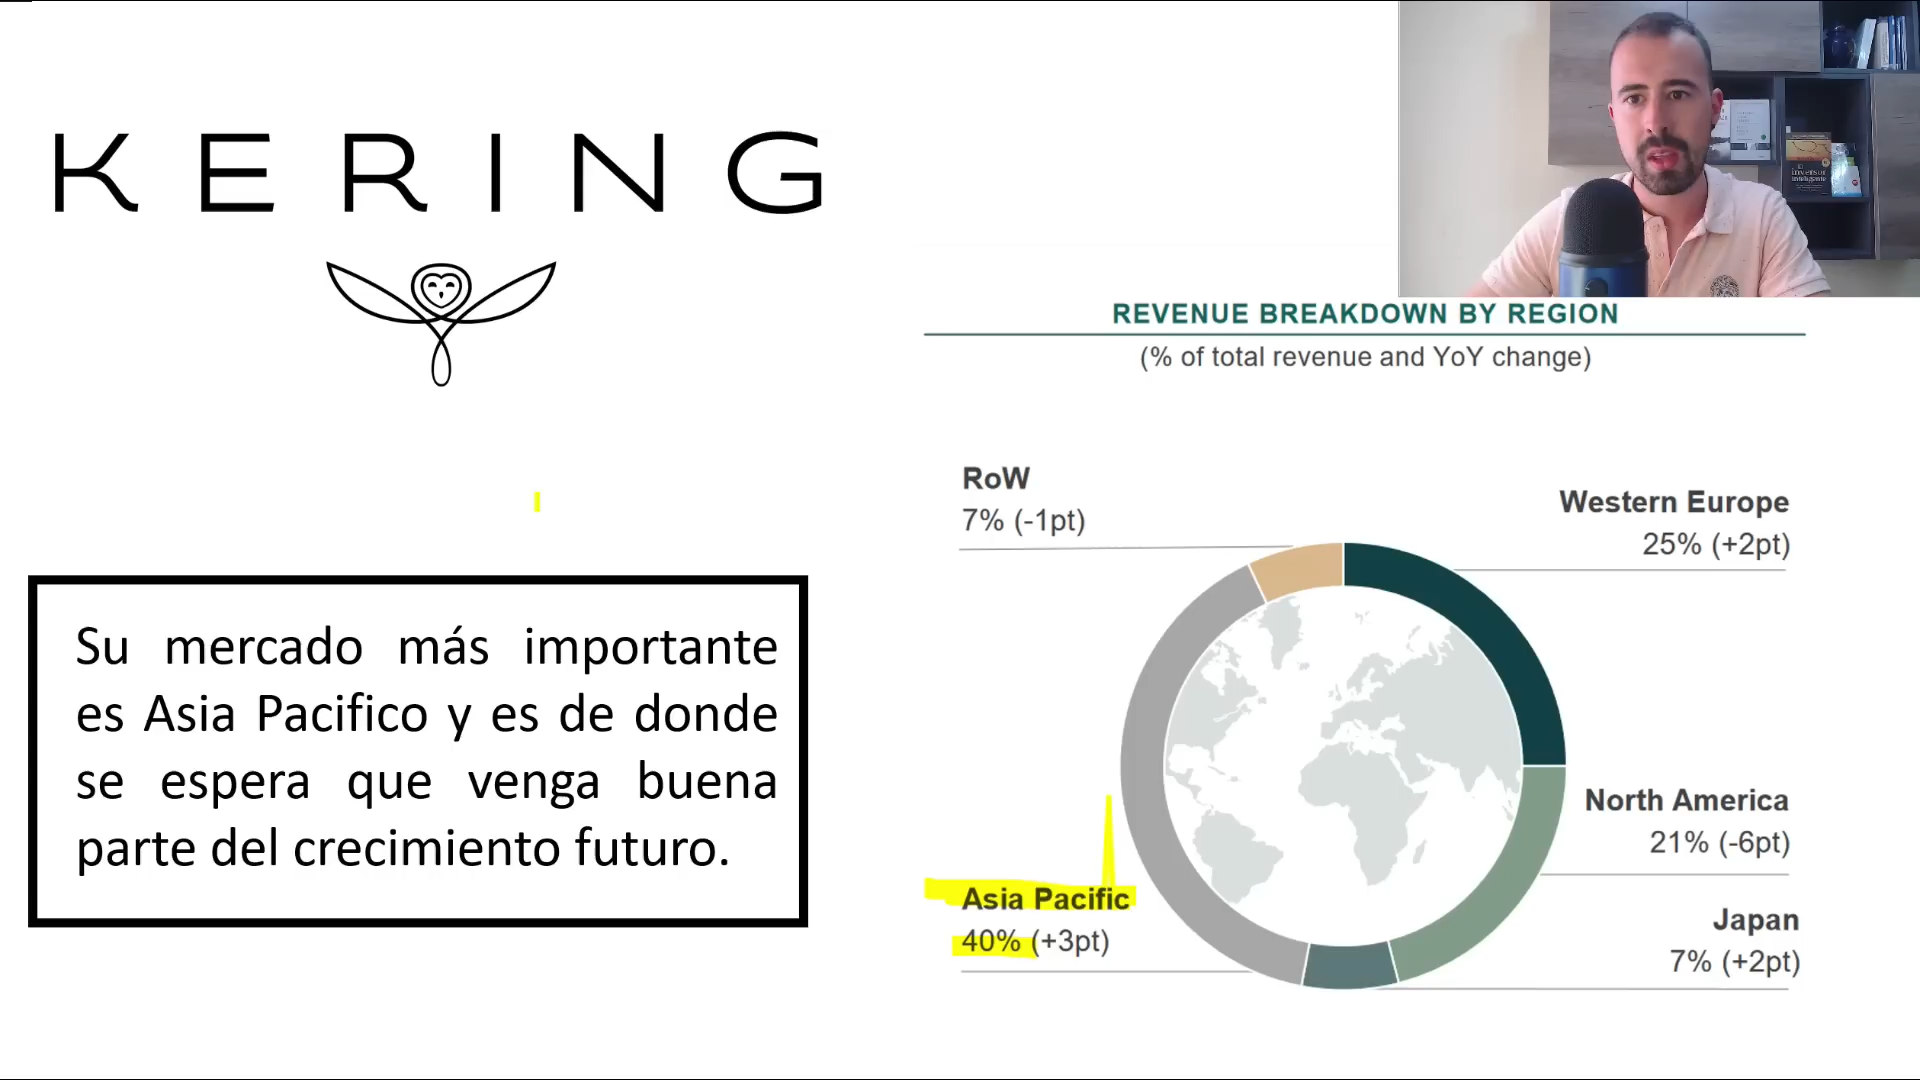 KERING
REVENUE BREAKDOWN BY REGION
(% of total revenue and YoY change)
RoW
7% (-1pt)
Western Europe
25% (+2pt)
Su mercado más importante
es Asia Pacifico y es de donde
se espera que venga buena
parte del crecimiento futuro.
North America
21% (-6pt)
Asia Pacific
40% (+3pt)
Japan
7% (+2pt)